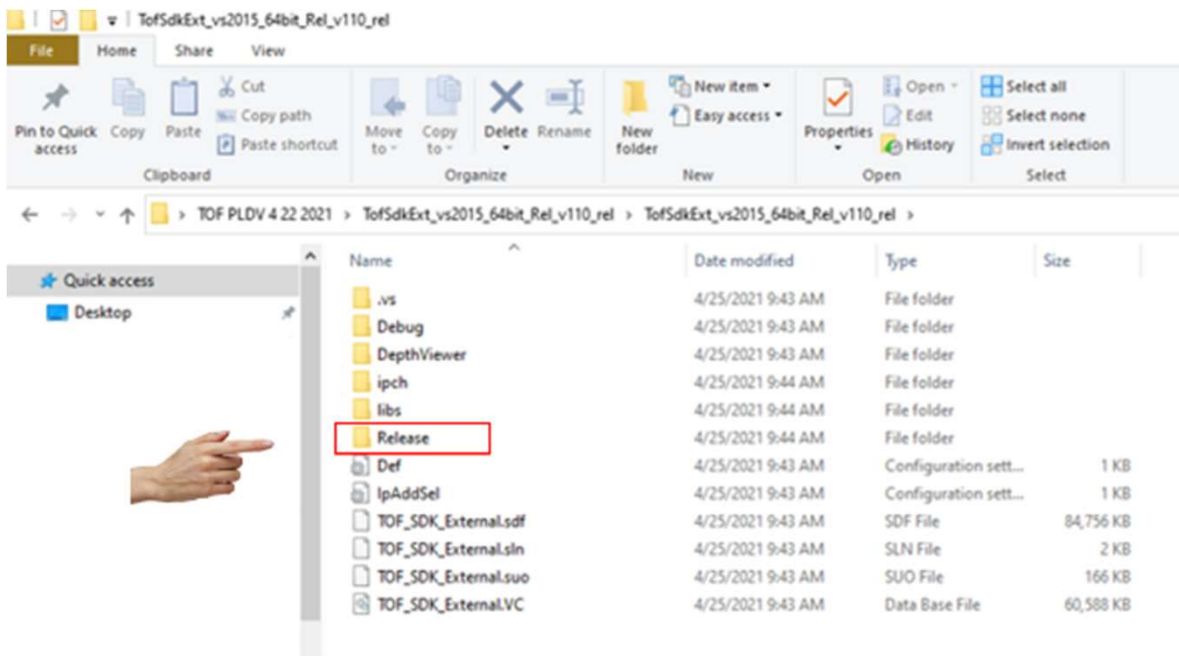 TofSdkExt_vs2015_64bit_Rel_v110_rel
File Home Share View
Pin to Quick access
Copy
Paste
Cut
Copy path
Paste shortcut
Clipboard
Move to
Copy to
Delete
Rename
Organize
New folder
New item
Easy access
New
Properties
Open
Edit
History
Open
Select all
Select none
Invert selection
Select
TOF PLDV 4 22 2021 > TofSdkExt_vs2015_64bit_Rel_v110_rel > TofSdkExt_vs2015_64bit_Rel_v110_rel >
Quick access
Desktop
Name Date modified Type Size
.vs 4/25/2021 9:43 AM File folder
Debug 4/25/2021 9:43 AM File folder
DepthViewer 4/25/2021 9:43 AM File folder
ipch 4/25/2021 9:44 AM File folder
libs 4/25/2021 9:44 AM File folder
Release 4/25/2021 9:44 AM File folder
Def 4/25/2021 9:43 AM Configuration sett... 1 KB
IpAddSel 4/25/2021 9:43 AM Configuration sett... 1 KB
TOF_SDK_External.sdf 4/25/2021 9:43 AM SDF File 84,756 KB
TOF_SDK_External.sln 4/25/2021 9:43 AM SLN File 2 KB
TOF_SDK_External.suo 4/25/2021 9:43 AM SUO File 166 KB
TOF_SDK_External.VC 4/25/2021 9:43 AM Data Base File 60,588 KB